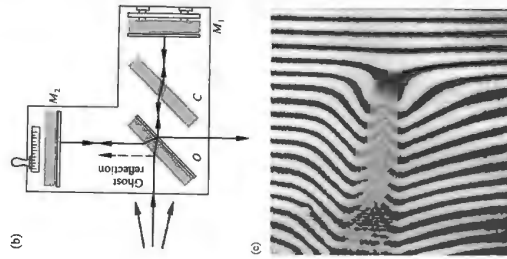 (b)
M₂
M₁
Ghost
reflection
O
C
(c)